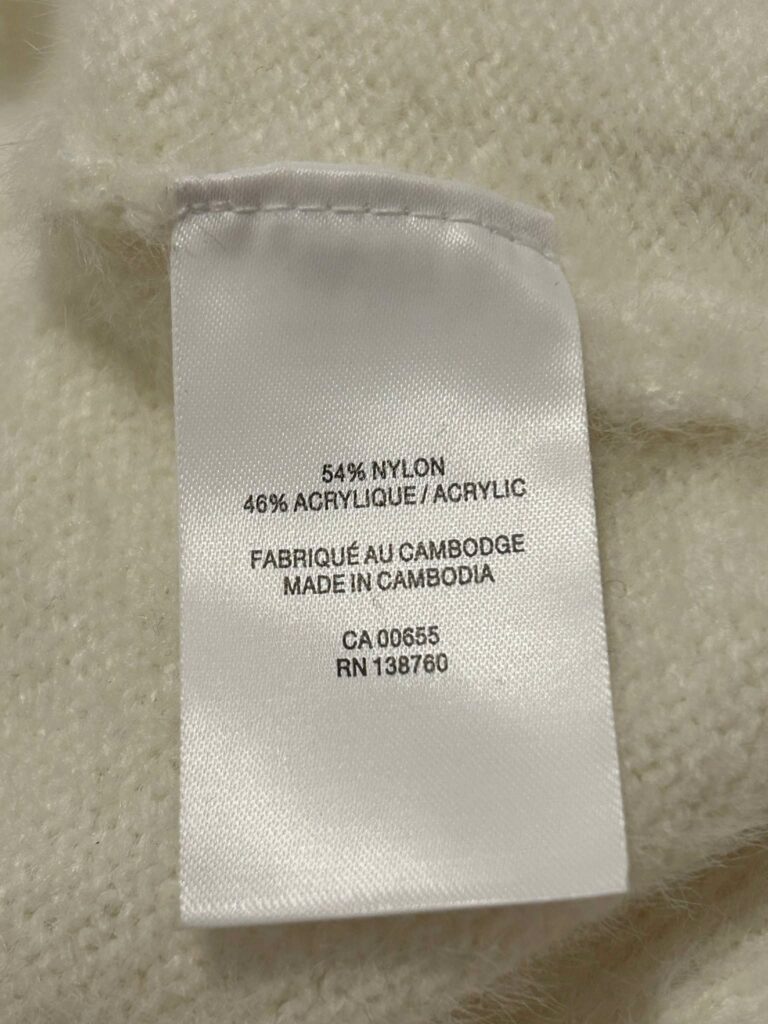 54% NYLON
46% ACRYLIQUE / ACRYLIC
FABRIQUÉ AU CAMBODGE
MADE IN CAMBODIA
CA 00655
RN 138760